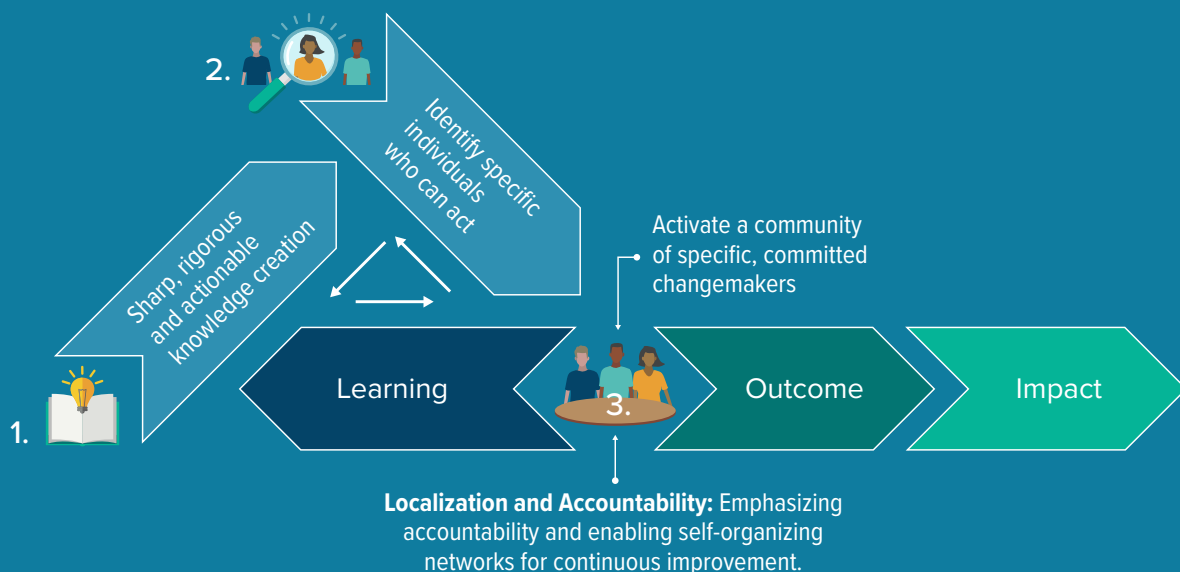 2.
Identify specific
individuals
who can act
Sharp, rigorous
and actionable
knowledge creation
1.
Activate a community
of specific, committed
changemakers
Learning
3.
Outcome
Impact
Localization and Accountability: Emphasizing
accountability and enabling self-organizing
networks for continuous improvement.